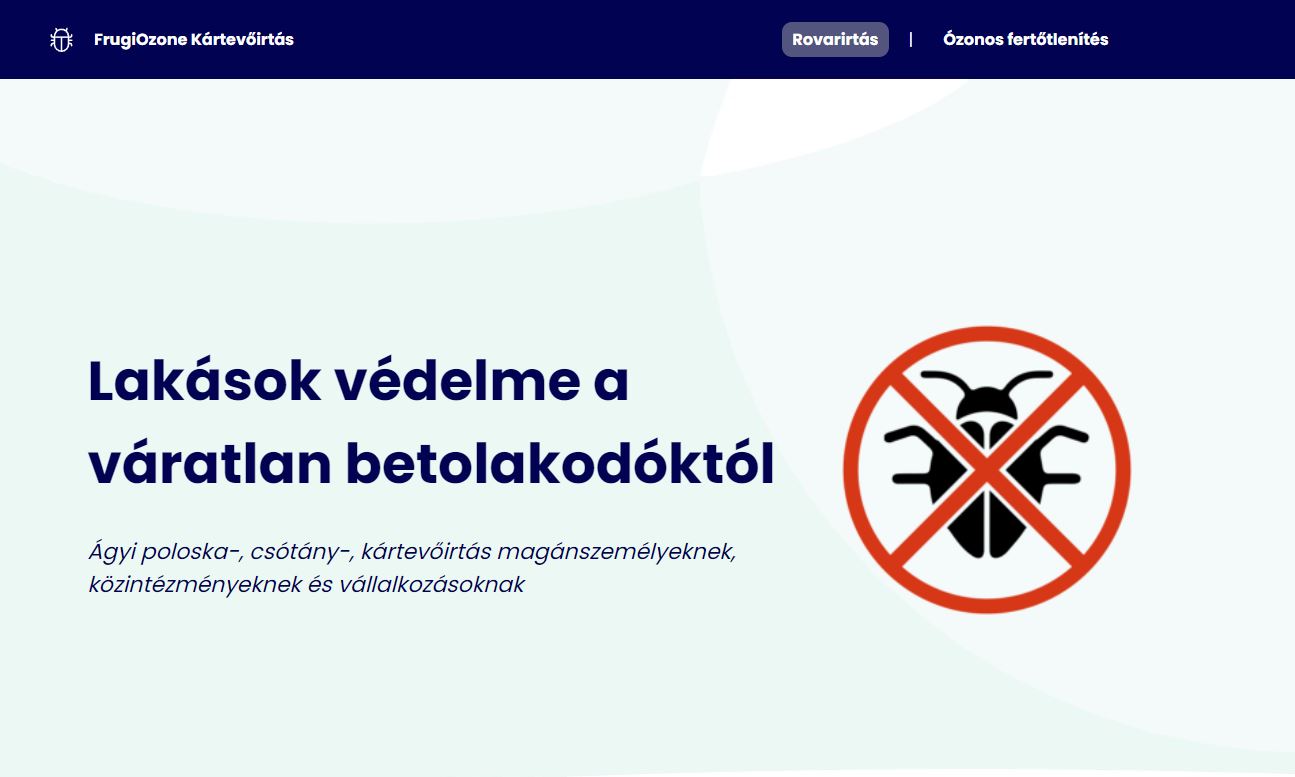 FrugiOzone Kártevőirtás
Rovarirtás | Ózonos fertőtlenítés
Lakások védelme a
váratlan betolakodóktól
Ágyi poloska-, csótány-, kártevőirtás magánszemélyeknek,
közintézményeknek és vállalkozásoknak